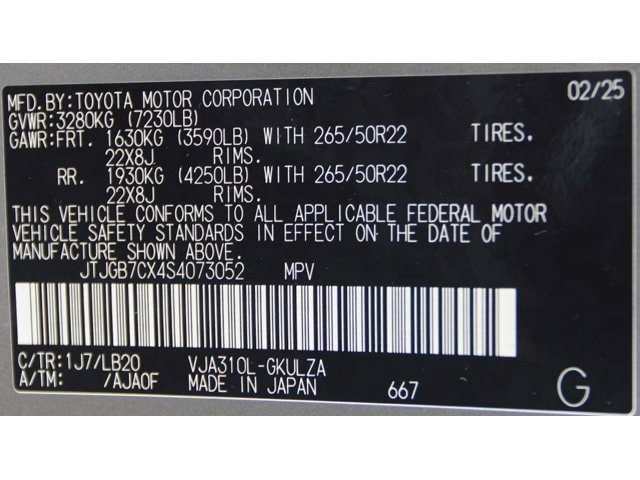 MFD.BY:TOYOTA MOTOR CORPORATION 02/25
GVWR:3280KG (7230LB)
GAWR:FRT. 1630KG (3590LB) WITH 265/50R22 TIRES.
22X8J RIMS.
RR. 1930KG (4250LB) WITH 265/50R22 TIRES.
22X8J RIMS.
THIS VEHICLE CONFORMS TO ALL APPLICABLE FEDERAL MOTOR
VEHICLE SAFETY STANDARDS IN EFFECT ON THE DATE OF
MANUFACTURE SHOWN ABOVE.
JTJGB7CX4S4073052 MPV
C/TR:1J7/LB20 VJA310L-GKULZA
A/TM: /AJA0F MADE IN JAPAN 667 G